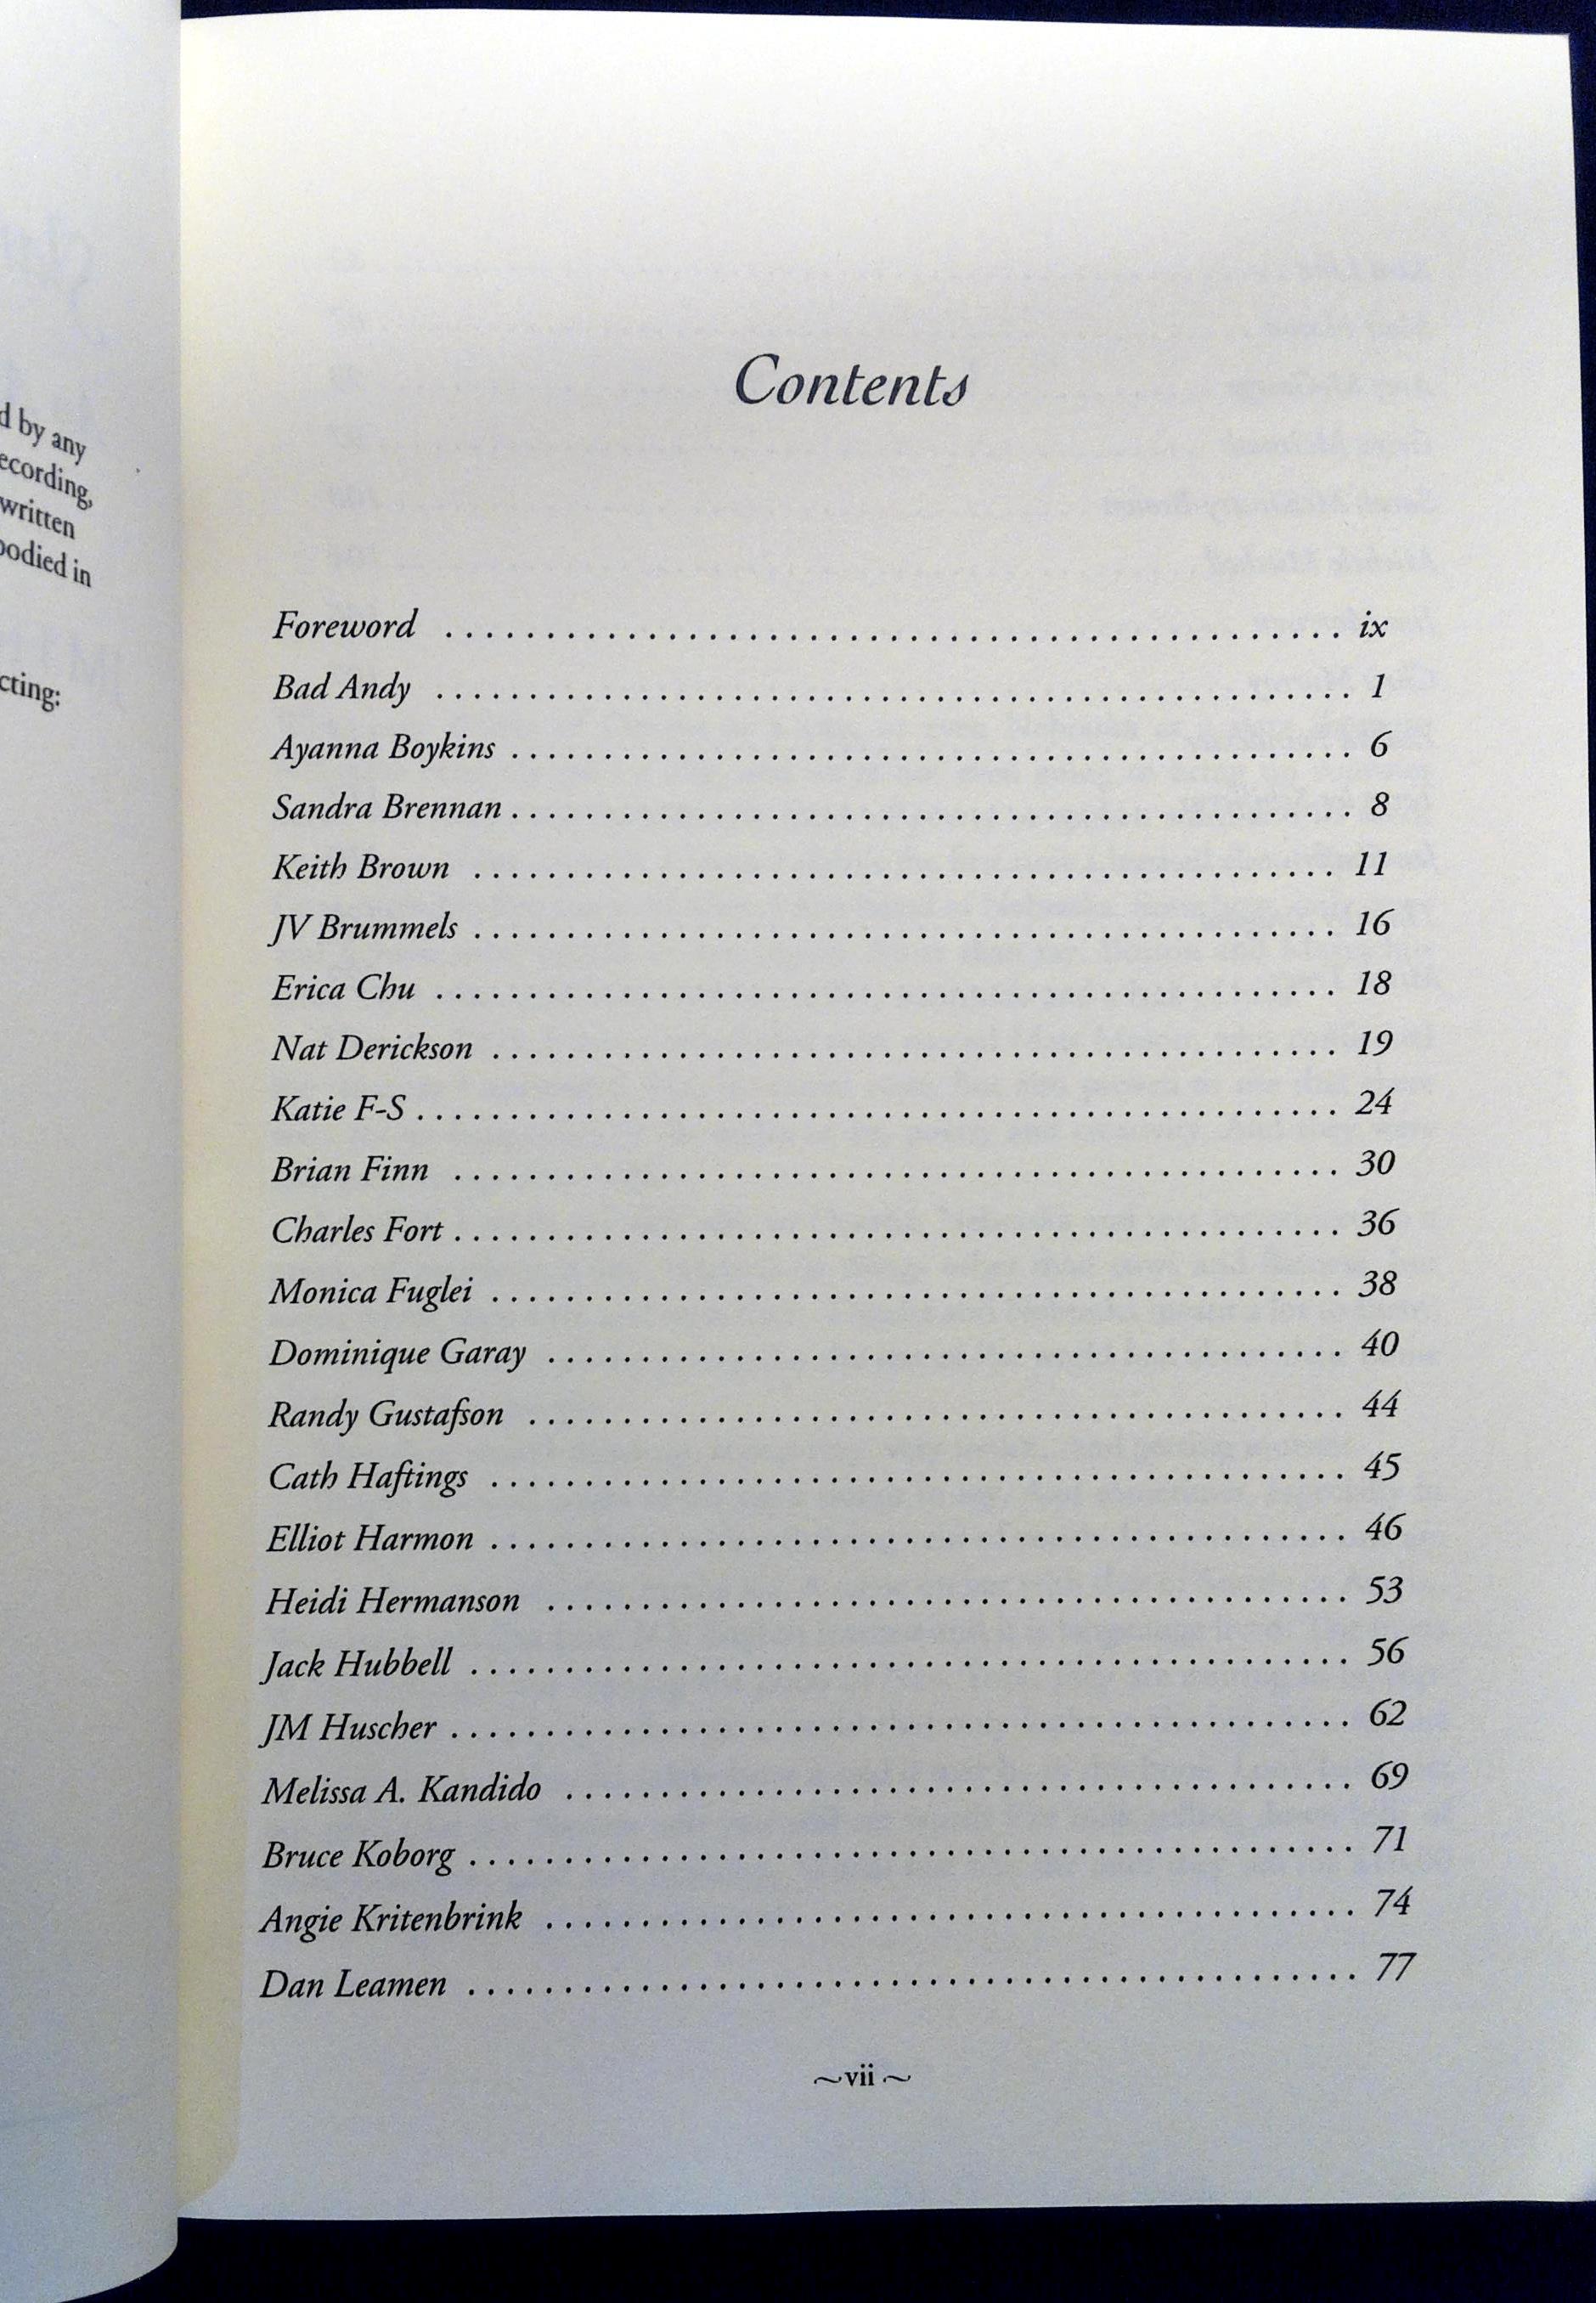 d by any
ecording,
written
bodied in
cting:
Contents
Foreword . . . . . . . . . . . . . . . . . . . . ix
Bad Andy . . . . . . . . . . . . . . . . . . . . 1
Ayanna Boykins . . . . . . . . . . . . . . . . . . . . 6
Sandra Brennan . . . . . . . . . . . . . . . . . . . . 8
Keith Brown . . . . . . . . . . . . . . . . . . . . 11
JV Brummels . . . . . . . . . . . . . . . . . . . . 16
Erica Chu . . . . . . . . . . . . . . . . . . . . 18
Nat Derickson . . . . . . . . . . . . . . . . . . . . 19
Katie F-S . . . . . . . . . . . . . . . . . . . . 24
Brian Finn . . . . . . . . . . . . . . . . . . . . 30
Charles Fort . . . . . . . . . . . . . . . . . . . . 36
Monica Fuglei . . . . . . . . . . . . . . . . . . . . 38
Dominique Garay . . . . . . . . . . . . . . . . . . . . 40
Randy Gustafson . . . . . . . . . . . . . . . . . . . . 44
Cath Haftings . . . . . . . . . . . . . . . . . . . . 45
Elliot Harmon . . . . . . . . . . . . . . . . . . . . 46
Heidi Hermanson . . . . . . . . . . . . . . . . . . . . 53
Jack Hubbell . . . . . . . . . . . . . . . . . . . . 56
JM Huscher . . . . . . . . . . . . . . . . . . . . 62
Melissa A. Kandido . . . . . . . . . . . . . . . . . . . . 69
Bruce Koborg . . . . . . . . . . . . . . . . . . . . 71
Angie Kritenbrink . . . . . . . . . . . . . . . . . . . . 74
Dan Leamen . . . . . . . . . . . . . . . . . . . . 77
~vii~